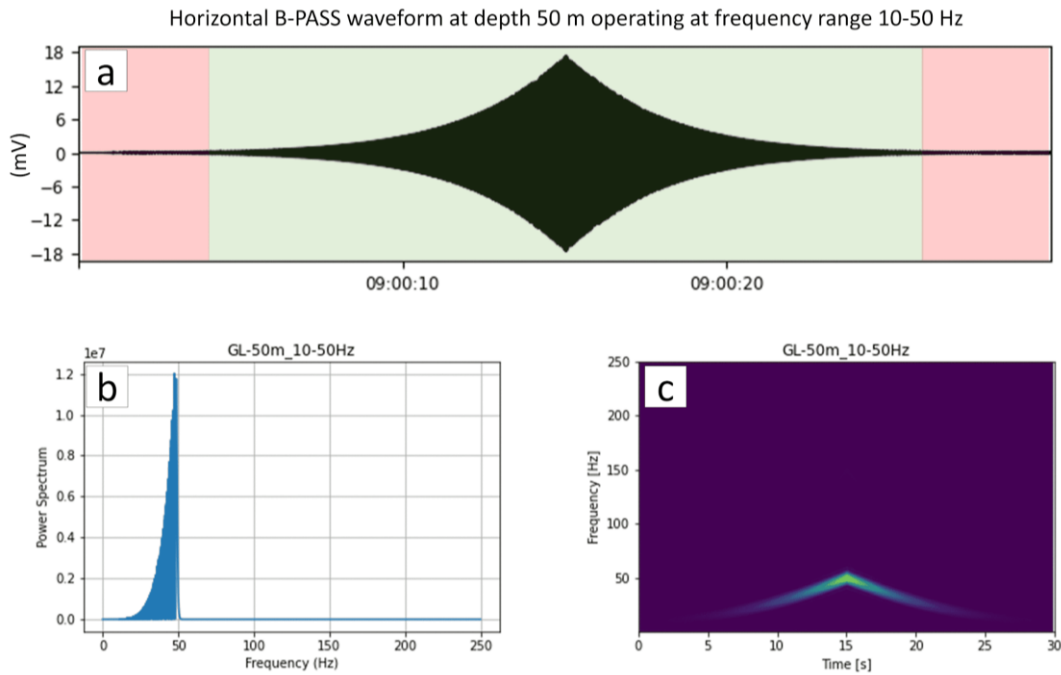 Horizontal B-PASS waveform at depth 50 m operating at frequency range 10-50 Hz
a
18
12
6
0
−6
−12
−18
(mV)
09:00:10 09:00:20
GL-50m_10-50Hz
1e7
b
1.2
1.0
0.8
0.6
0.4
0.2
0.0
Power Spectrum
0 50 100 150 200 250
Frequency (Hz)
GL-50m_10-50Hz
c
250
200
150
100
50
Frequency [Hz]
0 5 10 15 20 25 30
Time [s]